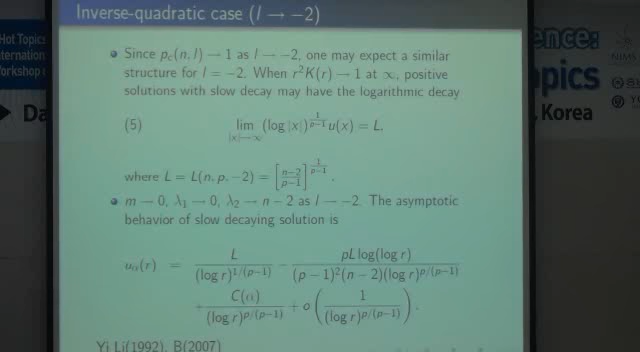 Inverse-quadratic case (l → −2)
Hot Topics
International
Workshop o
ence:
pics
Korea
NIMS
Da
• Since p_c(n, l) → 1 as l → −2, one may expect a similar
structure for l = −2. When r²K(r) → 1 at ∞, positive
solutions with slow decay may have the logarithmic decay
(5) lim_{|x|→∞} (log |x|)^{1/(p−1)} u(x) = L,
where L = L(n, p, −2) = [(n−2)/(p−1)]^{1/(p−1)}.
• m → 0, λ₁ → 0, λ₂ → n − 2 as l → −2. The asymptotic
behavior of slow decaying solution is
u_α(r) = L/(log r)^{1/(p−1)} − pL log(log r)/((p − 1)²(n − 2)(log r)^{p/(p−1)})
+ C(α)/(log r)^{p/(p−1)} + o(1/(log r)^{p/(p−1)}).
Yi Li(1992), B(2007)